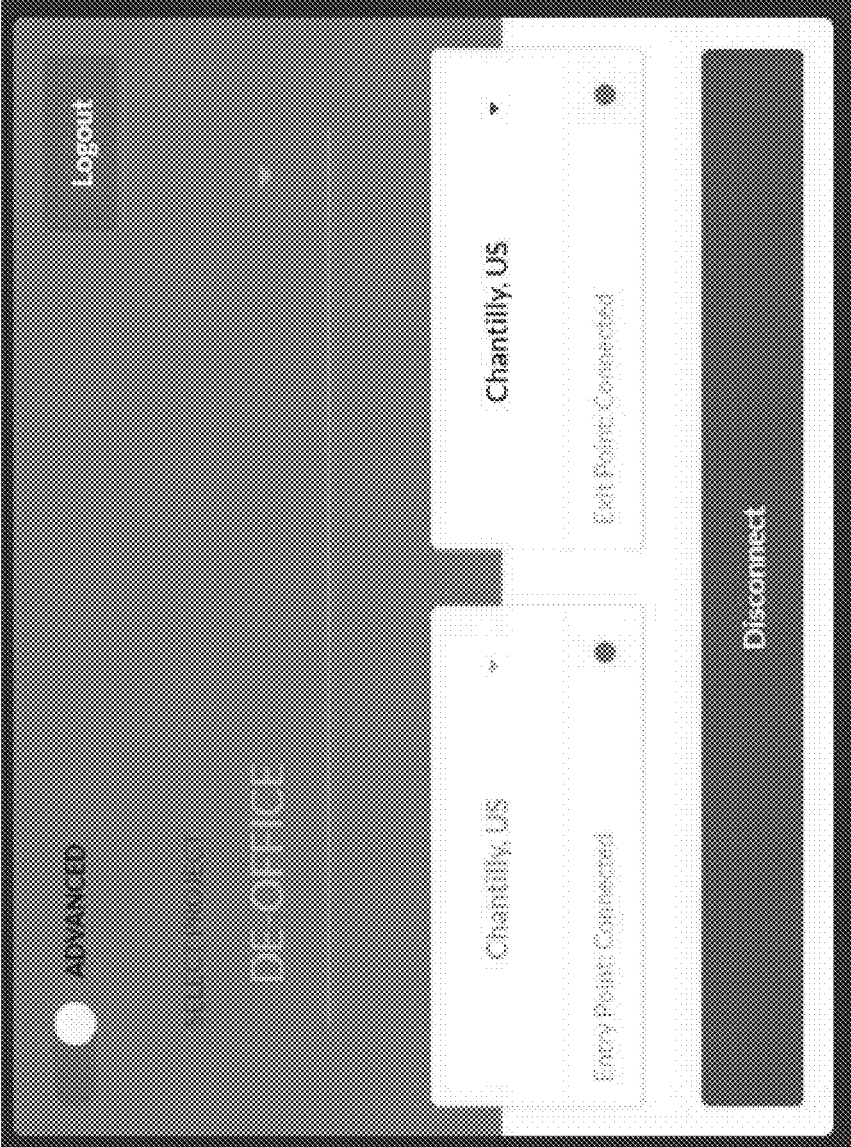 ADVANCED
Logout
DE-OFFICE
Chantilly, US
Chantilly, US
Entry Point: Connected
Exit Point: Connected
Disconnect